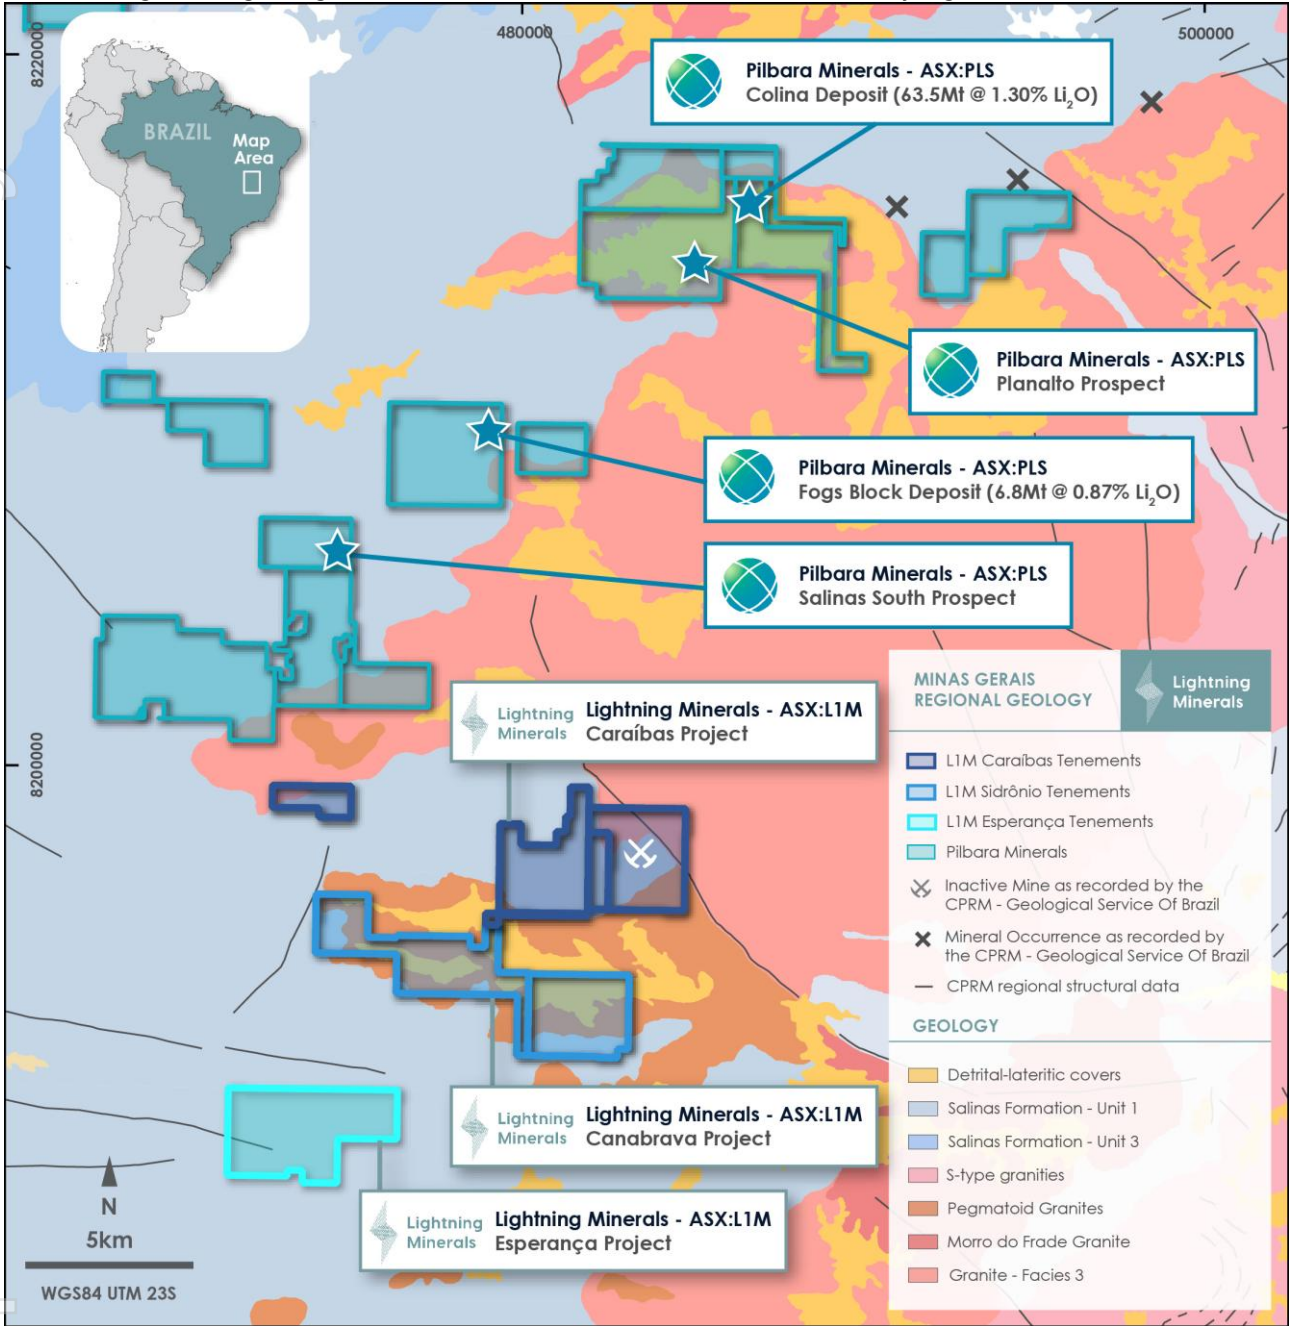 480000
500000
8220000
8200000
BRAZIL
Map
Area
Pilbara Minerals - ASX:PLS
Colina Deposit (63.5Mt @ 1.30% Li₂O)
Pilbara Minerals - ASX:PLS
Planalto Prospect
Pilbara Minerals - ASX:PLS
Fogs Block Deposit (6.8Mt @ 0.87% Li₂O)
Pilbara Minerals - ASX:PLS
Salinas South Prospect
Lightning
Minerals
Lightning Minerals - ASX:L1M
Caraíbas Project
Lightning
Minerals
Lightning Minerals - ASX:L1M
Canabrava Project
Lightning
Minerals
Lightning Minerals - ASX:L1M
Esperança Project
N
5km
WGS84 UTM 23S
MINAS GERAIS
REGIONAL GEOLOGY
Lightning
Minerals
L1M Caraíbas Tenements
L1M Sidrônio Tenements
L1M Esperança Tenements
Pilbara Minerals
Inactive Mine as recorded by the
CPRM - Geological Service Of Brazil
Mineral Occurrence as recorded by
the CPRM - Geological Service Of Brazil
CPRM regional structural data
GEOLOGY
Detrital-lateritic covers
Salinas Formation - Unit 1
Salinas Formation - Unit 3
S-type granities
Pegmatoid Granites
Morro do Frade Granite
Granite - Facies 3